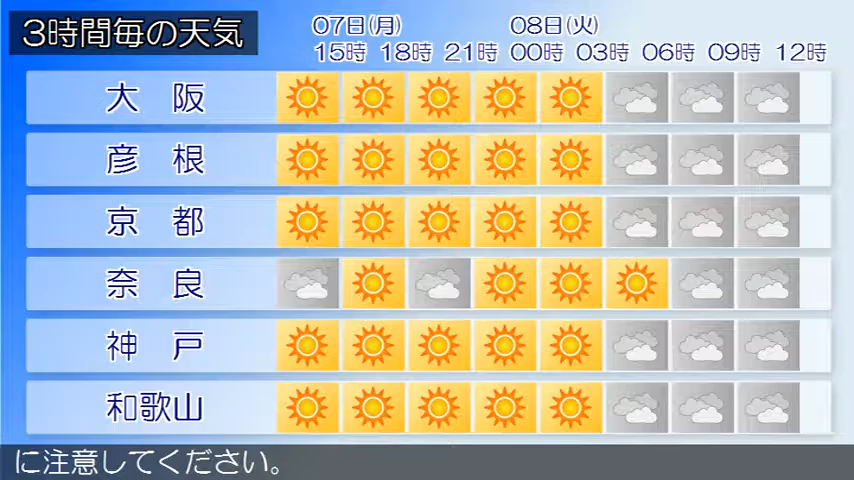 3時間毎の天気
07日(月) 08日(火)
15時 18時 21時 00時 03時 06時 09時 12時
大 阪
彦 根
京 都
奈 良
神 戸
和歌山
に注意してください。